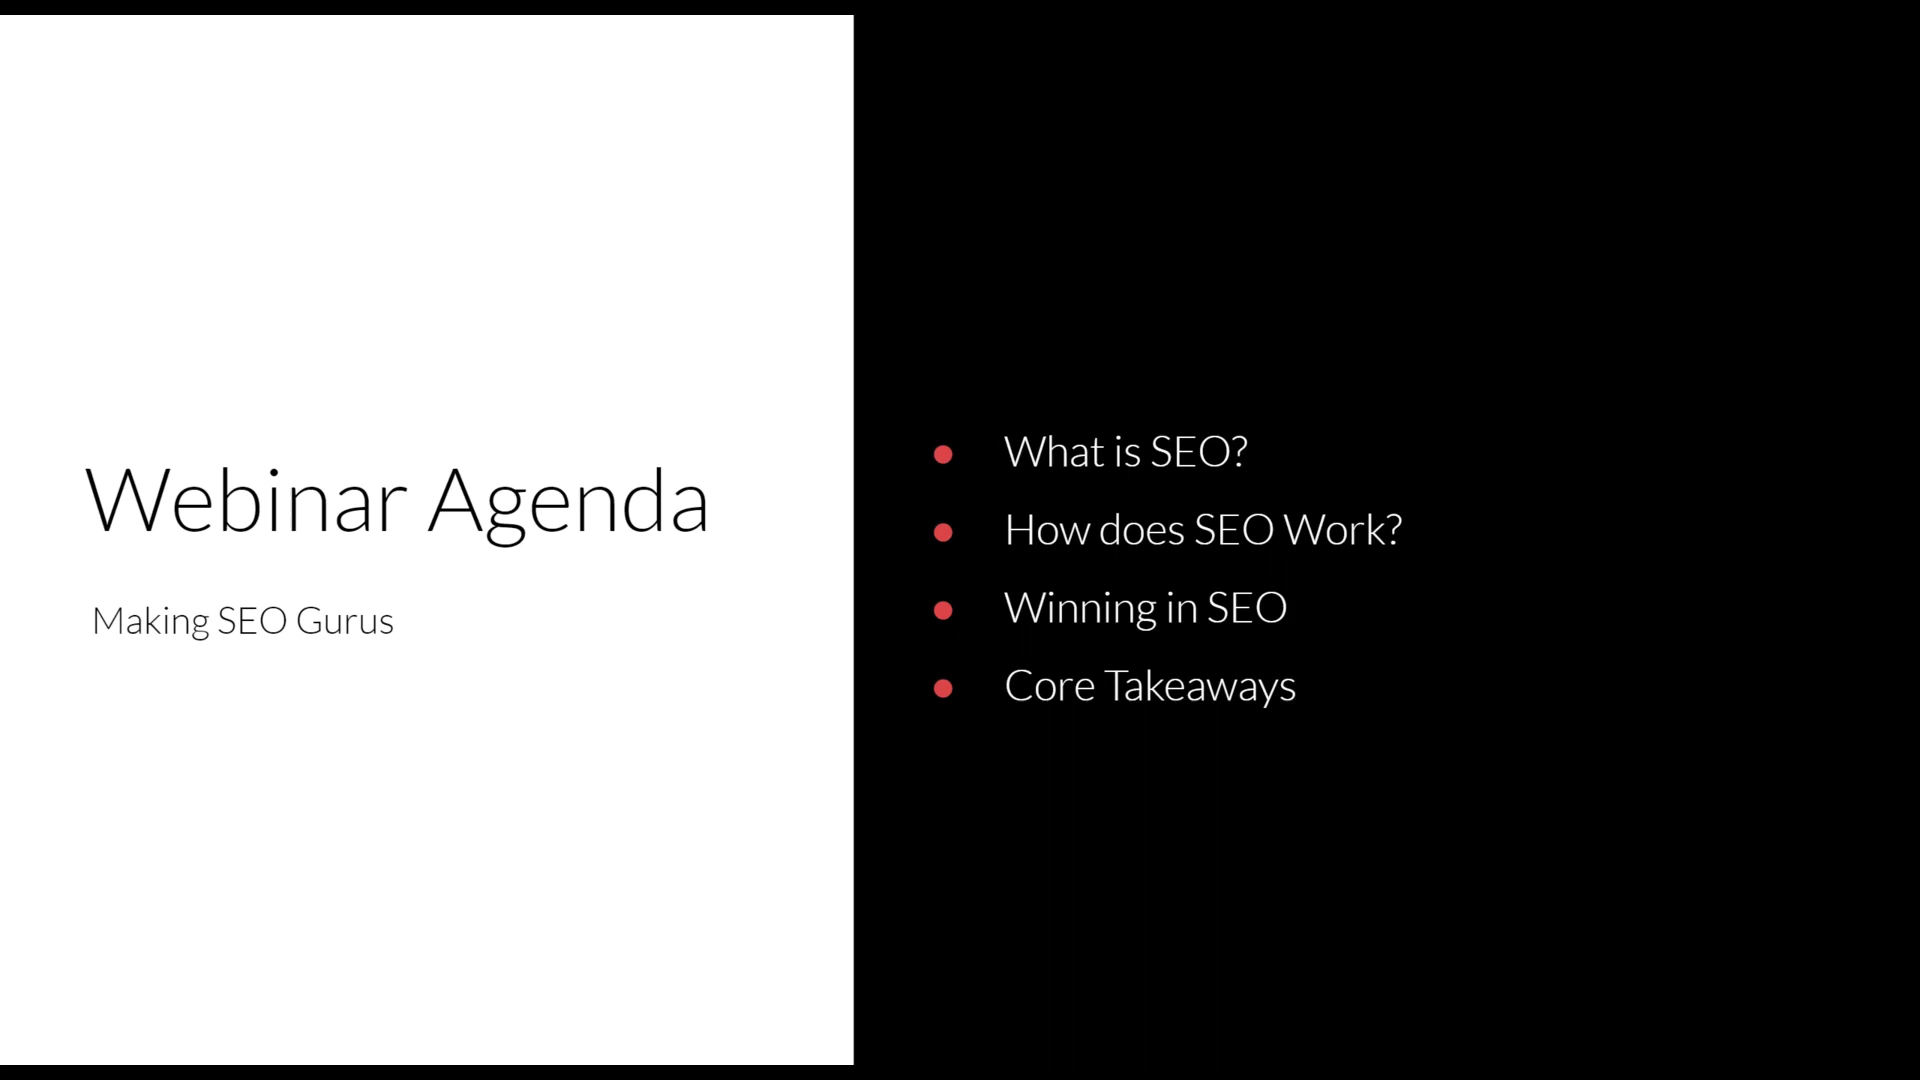 Webinar Agenda
Making SEO Gurus
What is SEO?
How does SEO Work?
Winning in SEO
Core Takeaways